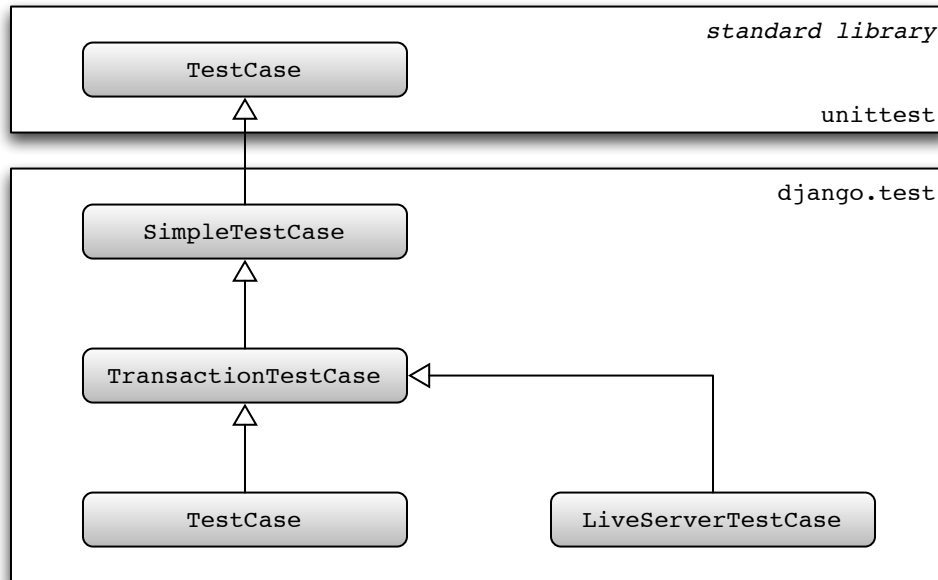 standard library
TestCase
unittest
django.test
SimpleTestCase
TransactionTestCase
TestCase
LiveServerTestCase